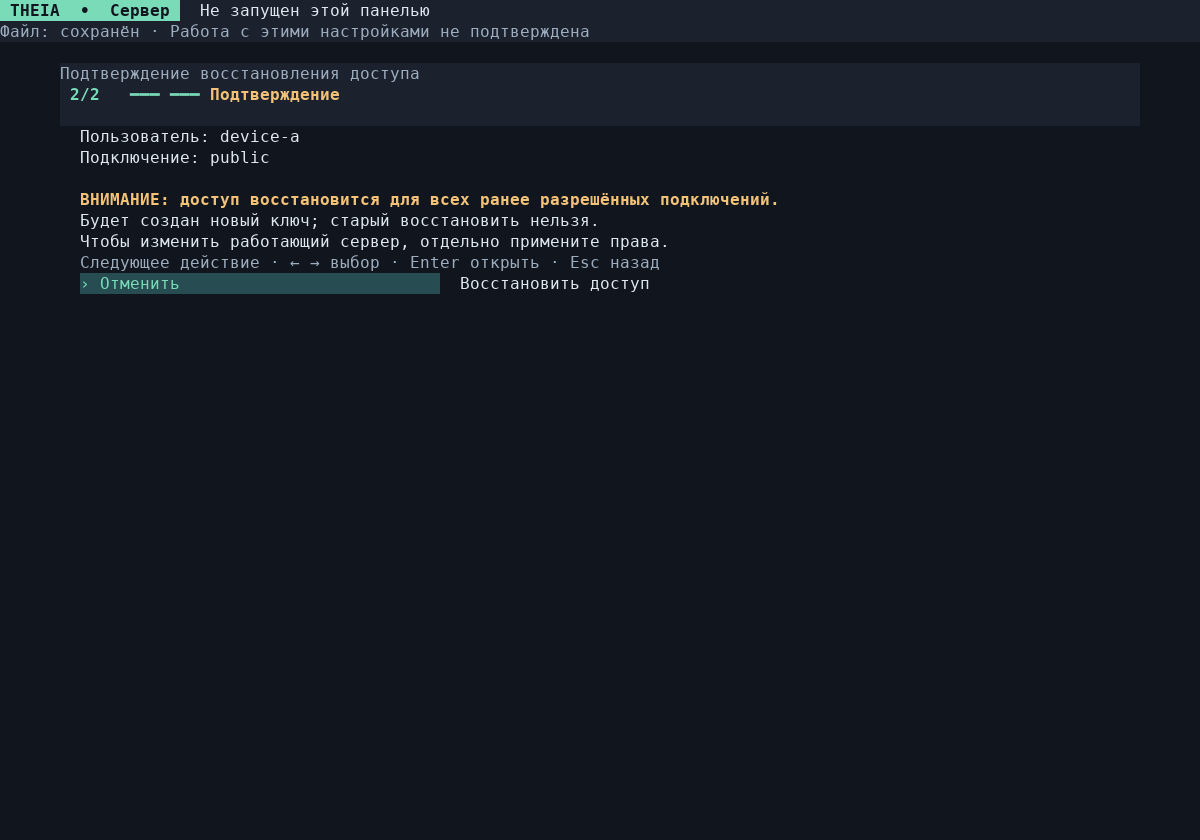 THEIA • Сервер Не запущен этой панелью
Файл: сохранён · Работа с этими настройками не подтверждена
Подтверждение восстановления доступа
2/2 ━━━ ━━━ Подтверждение
Пользователь: device-a
Подключение: public
ВНИМАНИЕ: доступ восстановится для всех ранее разрешённых подключений.
Будет создан новый ключ; старый восстановить нельзя.
Чтобы изменить работающий сервер, отдельно примените права.
Следующее действие · ← → выбор · Enter открыть · Esc назад
› Отменить Восстановить доступ